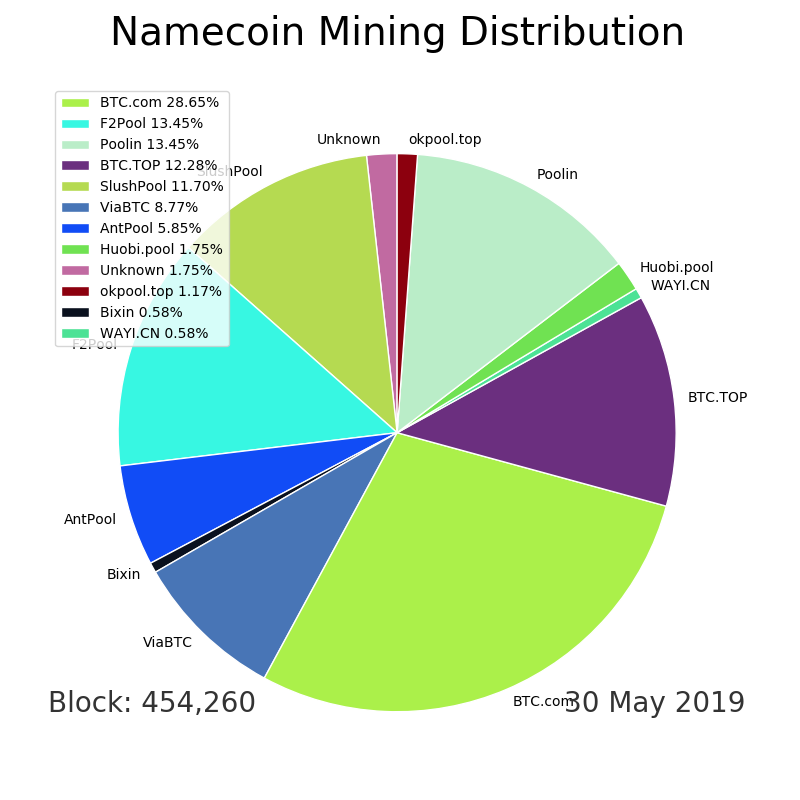 Namecoin Mining Distribution
BTC.com 28.65%
F2Pool 13.45%
Poolin 13.45%
BTC.TOP 12.28%
SlushPool 11.70%
ViaBTC 8.77%
AntPool 5.85%
Huobi.pool 1.75%
Unknown 1.75%
okpool.top 1.17%
Bixin 0.58%
WAYI.CN 0.58%
Unknown
okpool.top
SlushPool
Poolin
Huobi.pool
WAYI.CN
F2Pool
BTC.TOP
AntPool
Bixin
ViaBTC
BTC.com
Block: 454,260
30 May 2019